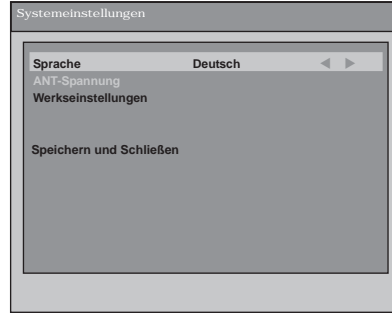 Systemeinstellungen
Sprache Deutsch
ANT-Spannung
Werkseinstellungen
Speichern und Schließen